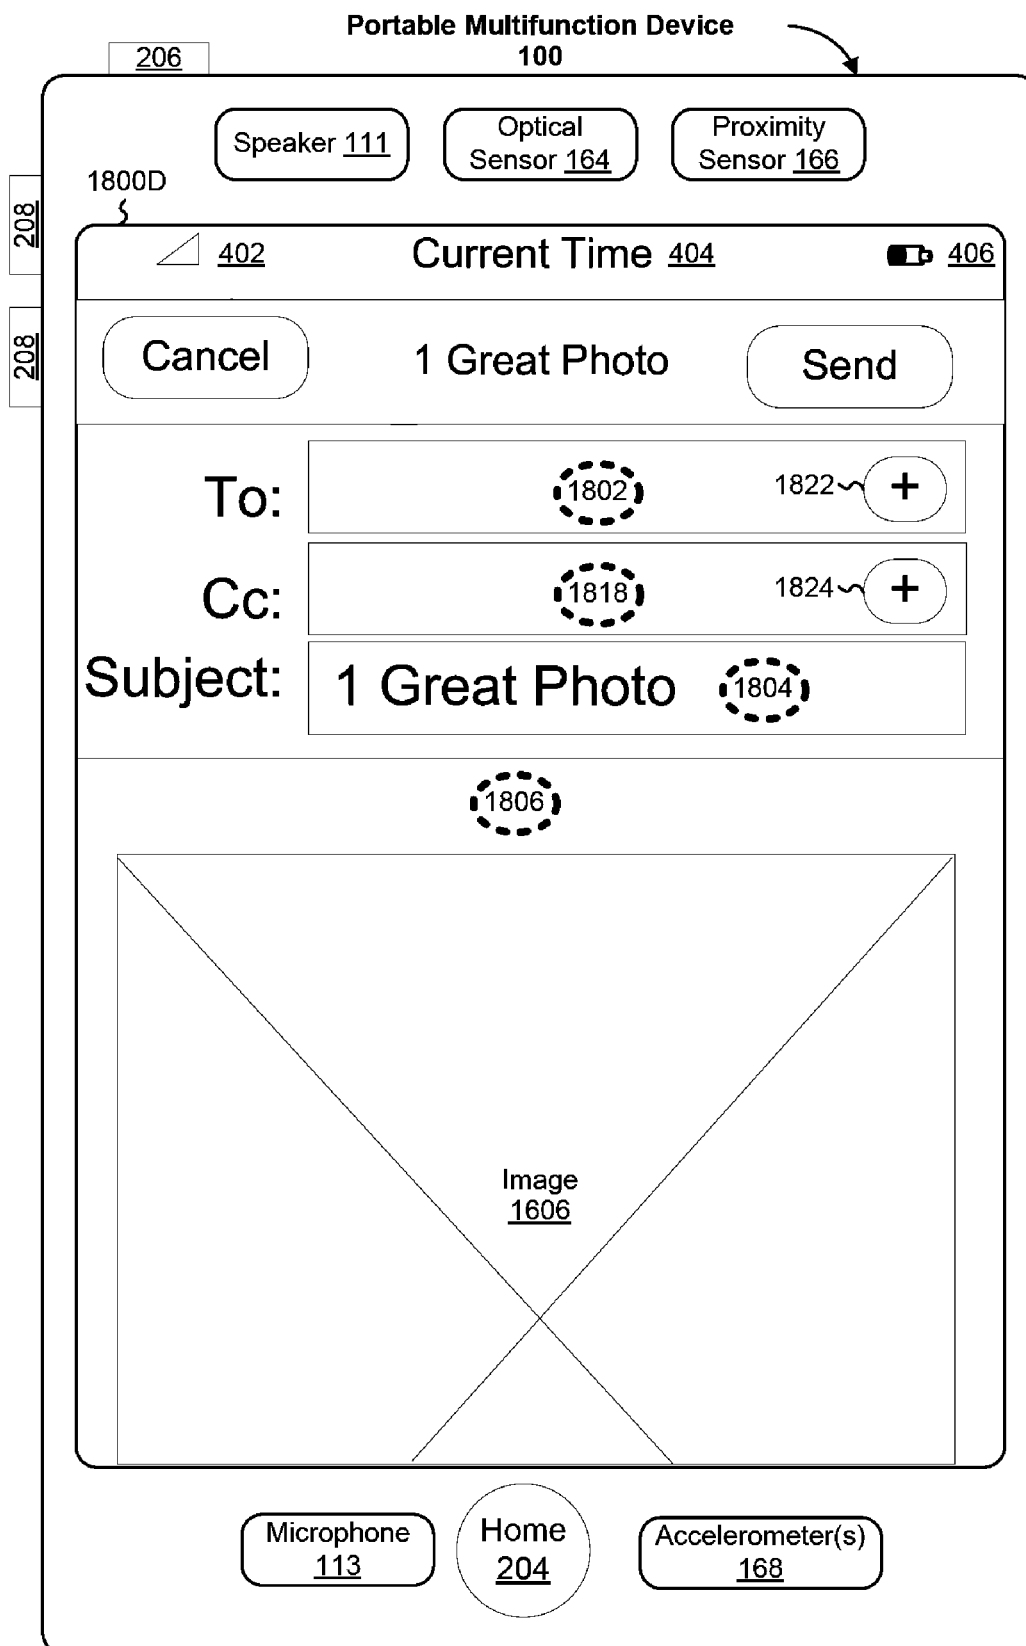 Portable Multifunction Device
100
206
Speaker 111
Optical
Sensor 164
Proximity
Sensor 166
1800D
208
208
402
Current Time 404
406
Cancel
1 Great Photo
Send
To:
1802
1822
+
Cc:
1818
1824
+
Subject:
1 Great Photo
1804
1806
Image
1606
Microphone
113
Home
204
Accelerometer(s)
168